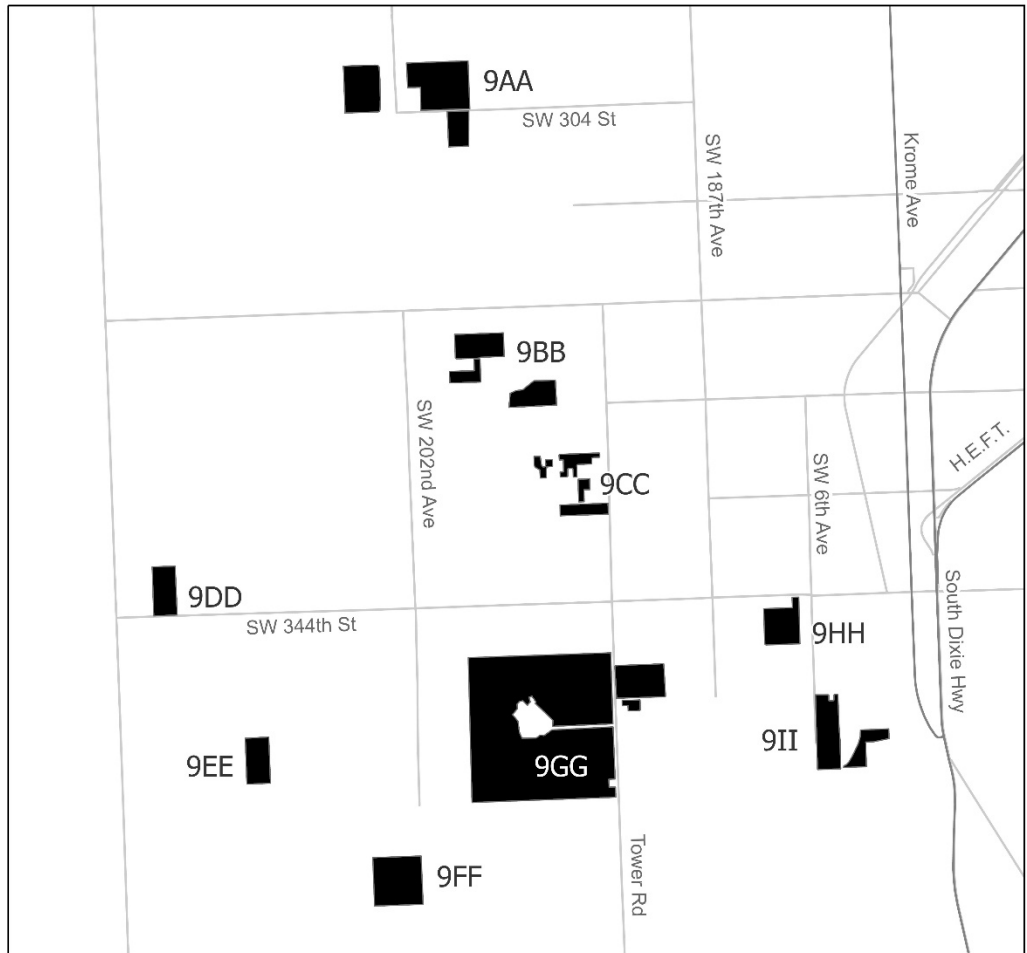 9AA
SW 304 St
SW 187th Ave
Krome Ave
9BB
SW 202nd Ave
9CC
SW 6th Ave
H.E.F.T.
9DD
SW 344th St
South Dixie Hwy
9HH
9EE
9GG
9II
9FF
Tower Rd